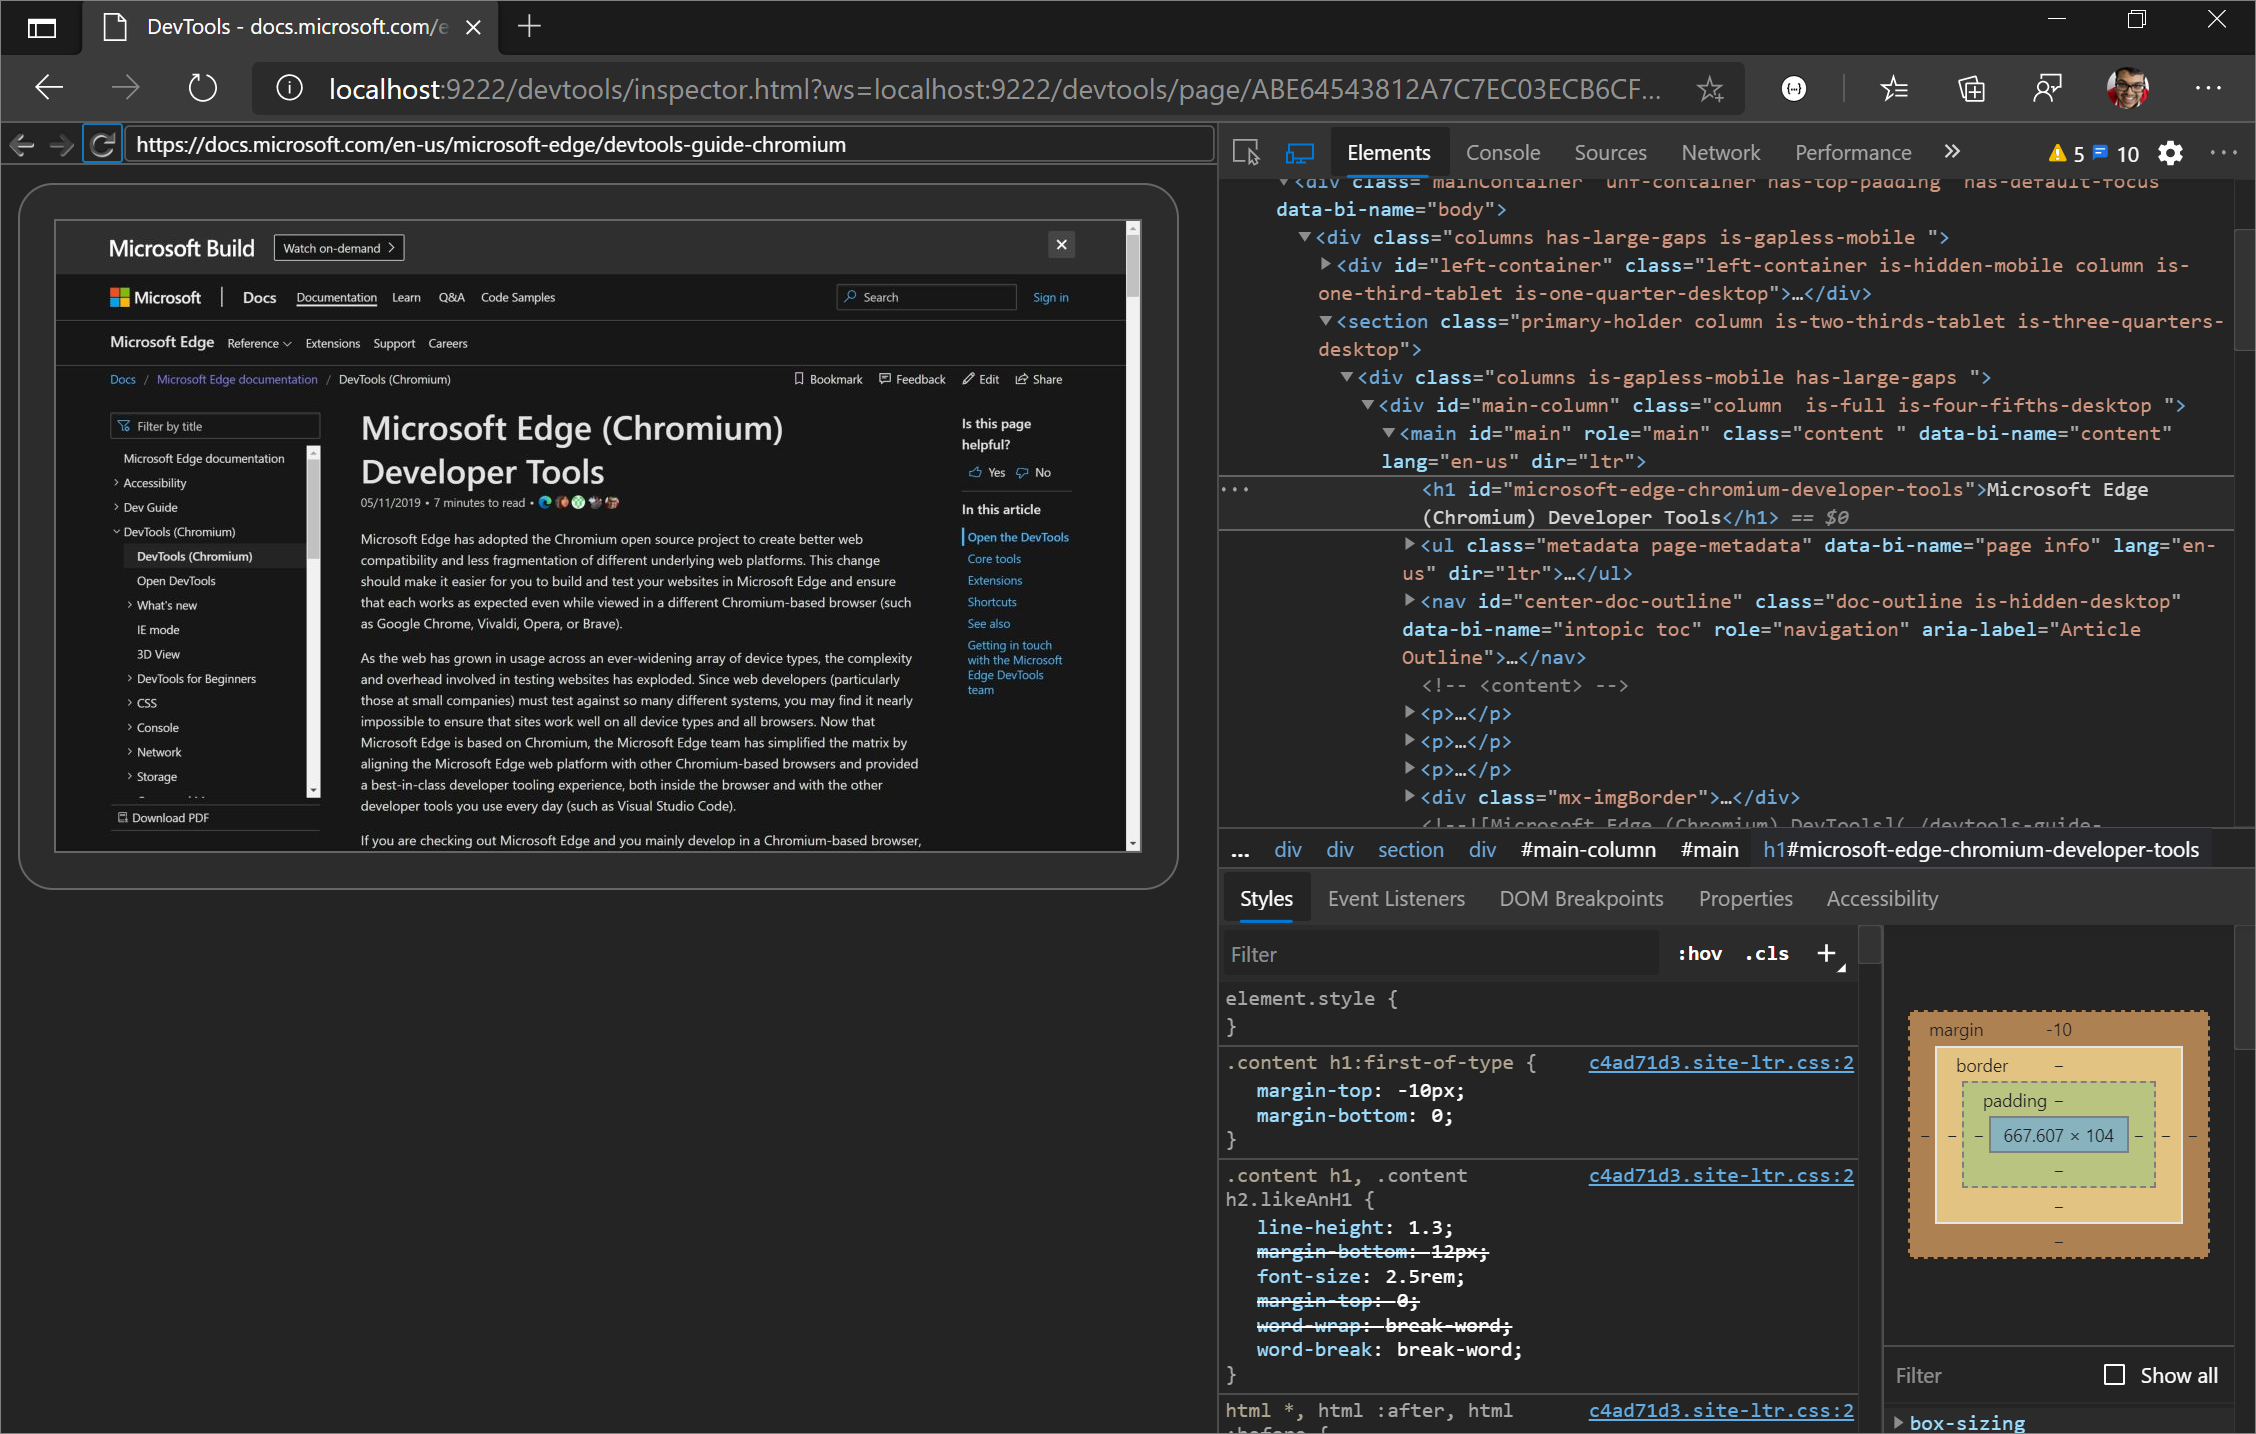 DevTools - docs.microsoft.com/e
localhost:9222/devtools/inspector.html?ws=localhost:9222/devtools/page/ABE64543812A7C7EC03ECB6CF...
https://docs.microsoft.com/en-us/microsoft-edge/devtools-guide-chromium
Microsoft Build
Watch on-demand
Microsoft
Docs
Documentation
Learn
Q&A
Code Samples
Search
Sign in
Microsoft Edge
Reference
Extensions
Support
Careers
Docs / Microsoft Edge documentation / DevTools (Chromium)
Bookmark
Feedback
Edit
Share
Filter by title
Microsoft Edge documentation
Accessibility
Dev Guide
DevTools (Chromium)
DevTools (Chromium)
Open DevTools
What's new
IE mode
3D View
DevTools for Beginners
CSS
Console
Network
Storage
Download PDF
Microsoft Edge (Chromium)
Developer Tools
05/11/2019 • 7 minutes to read •
Microsoft Edge has adopted the Chromium open source project to create better web
compatibility and less fragmentation of different underlying web platforms. This change
should make it easier for you to build and test your websites in Microsoft Edge and ensure
that each works as expected even while viewed in a different Chromium-based browser (such
as Google Chrome, Vivaldi, Opera, or Brave).
As the web has grown in usage across an ever-widening array of device types, the complexity
and overhead involved in testing websites has exploded. Since web developers (particularly
those at small companies) must test against so many different systems, you may find it nearly
impossible to ensure that sites work well on all device types and all browsers. Now that
Microsoft Edge is based on Chromium, the Microsoft Edge team has simplified the matrix by
aligning the Microsoft Edge web platform with other Chromium-based browsers and provided
a best-in-class developer tooling experience, both inside the browser and with the other
developer tools you use every day (such as Visual Studio Code).
If you are checking out Microsoft Edge and you mainly develop in a Chromium-based browser,
Is this page
helpful?
Yes
No
In this article
Open the DevTools
Core tools
Extensions
Shortcuts
See also
Getting in touch
with the Microsoft
Edge DevTools
team
Elements
Console
Sources
Network
Performance
5
10
<div class="mainContainer  uhf-container has-top-padding  has-default-focus
data-bi-name="body">
<div class="columns has-large-gaps is-gapless-mobile ">
<div id="left-container" class="left-container is-hidden-mobile column is-
one-third-tablet is-one-quarter-desktop">…</div>
<section class="primary-holder column is-two-thirds-tablet is-three-quarters-
desktop">
<div class="columns is-gapless-mobile has-large-gaps ">
<div id="main-column" class="column  is-full is-four-fifths-desktop ">
<main id="main" role="main" class="content " data-bi-name="content"
lang="en-us" dir="ltr">
<h1 id="microsoft-edge-chromium-developer-tools">Microsoft Edge
(Chromium) Developer Tools</h1> == $0
<ul class="metadata page-metadata" data-bi-name="page info" lang="en-
us" dir="ltr">…</ul>
<nav id="center-doc-outline" class="doc-outline is-hidden-desktop"
data-bi-name="intopic toc" role="navigation" aria-label="Article
Outline">…</nav>
<!-- <content> -->
<p>…</p>
<p>…</p>
<p>…</p>
<div class="mx-imgBorder">…</div>
<!--![Microsoft Edge (Chromium) DevTools](./devtools-guide-
... div div section div #main-column #main h1#microsoft-edge-chromium-developer-tools
Styles
Event Listeners
DOM Breakpoints
Properties
Accessibility
Filter
:hov
.cls
element.style {
}
.content h1:first-of-type {
c4ad71d3.site-ltr.css:2
margin-top: -10px;
margin-bottom: 0;
}
.content h1, .content
c4ad71d3.site-ltr.css:2
h2.likeAnH1 {
line-height: 1.3;
margin-bottom: 12px;
font-size: 2.5rem;
margin-top: 0;
word-wrap: break-word;
word-break: break-word;
}
html *, html :after, html
c4ad71d3.site-ltr.css:2
:before {
margin
-10
border
–
padding
–
– – – 667.607 × 104 – – –
–
–
–
Filter
Show all
box-sizing